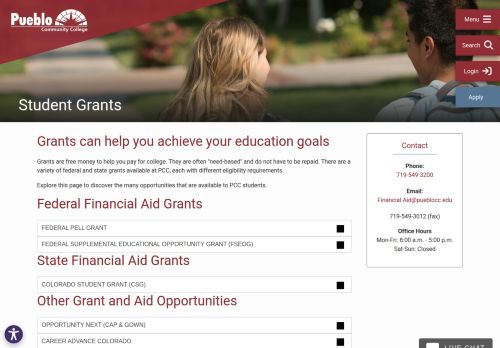 Pueblo
Community College
Menu
Search
Login
Apply
Student Grants
Grants can help you achieve your education goals
Grants are free money to help you pay for college. They are often "need-based" and do not have to be repaid. There are a
variety of federal and state grants available at PCC, each with different eligibility requirements.
Explore this page to discover the many opportunities that are available to PCC students.
Federal Financial Aid Grants
FEDERAL PELL GRANT
FEDERAL SUPPLEMENTAL EDUCATIONAL OPPORTUNITY GRANT (FSEOG)
State Financial Aid Grants
COLORADO STUDENT GRANT (CSG)
Other Grant and Aid Opportunities
OPPORTUNITY NEXT (CAP & GOWN)
CAREER ADVANCE COLORADO
Contact
Phone:
719-549-3200
Email:
Financial.Aid@pueblocc.edu
719-549-3012 (fax)
Office Hours
Mon-Fri: 8:00 a.m. - 5:00 p.m.
Sat-Sun: Closed
LIVE CHAT